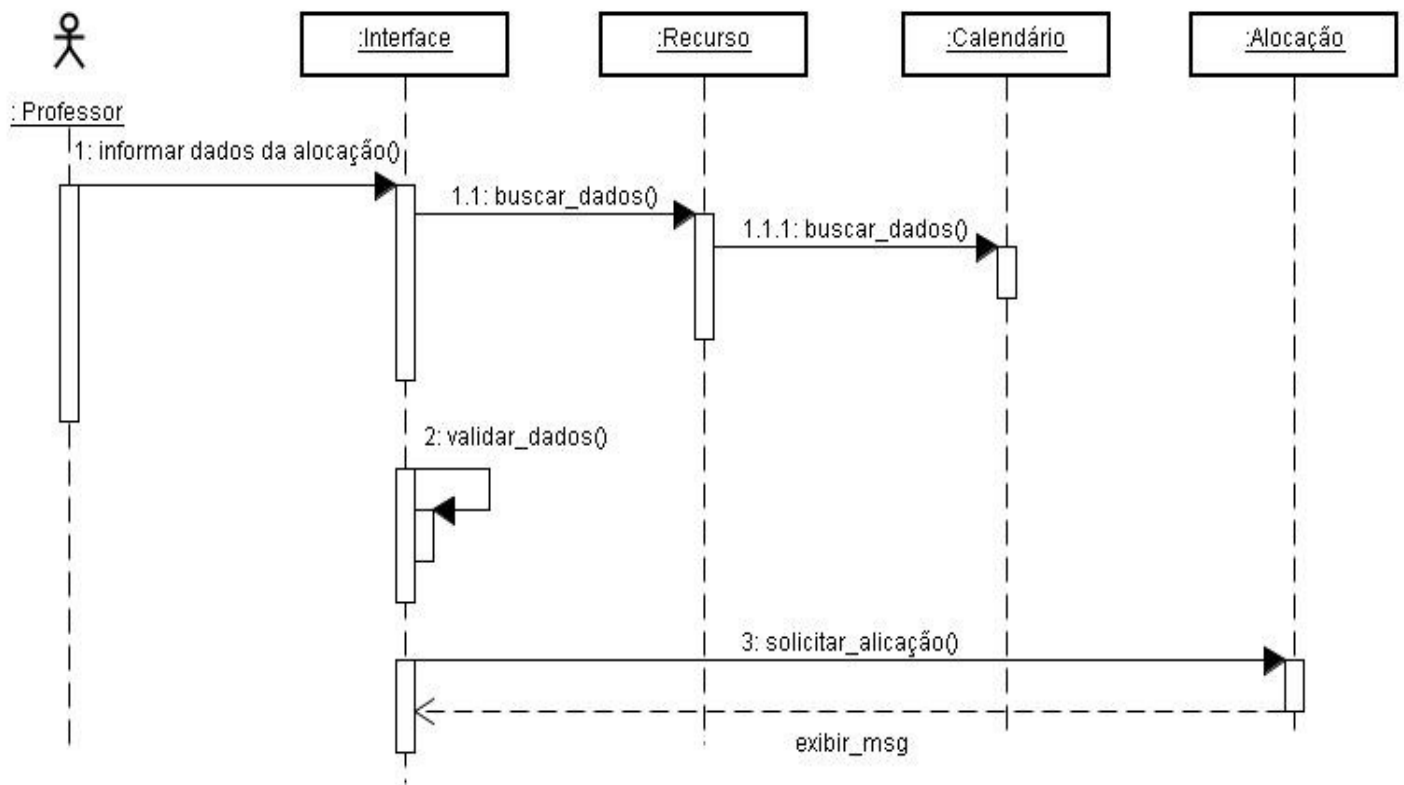 :Interface
:Recurso
:Calendário
:Alocação
: Professor
1: informar dados da alocação()
1.1: buscar_dados()
1.1.1: buscar_dados()
2: validar_dados()
3: solicitar_alicação()
exibir_msg